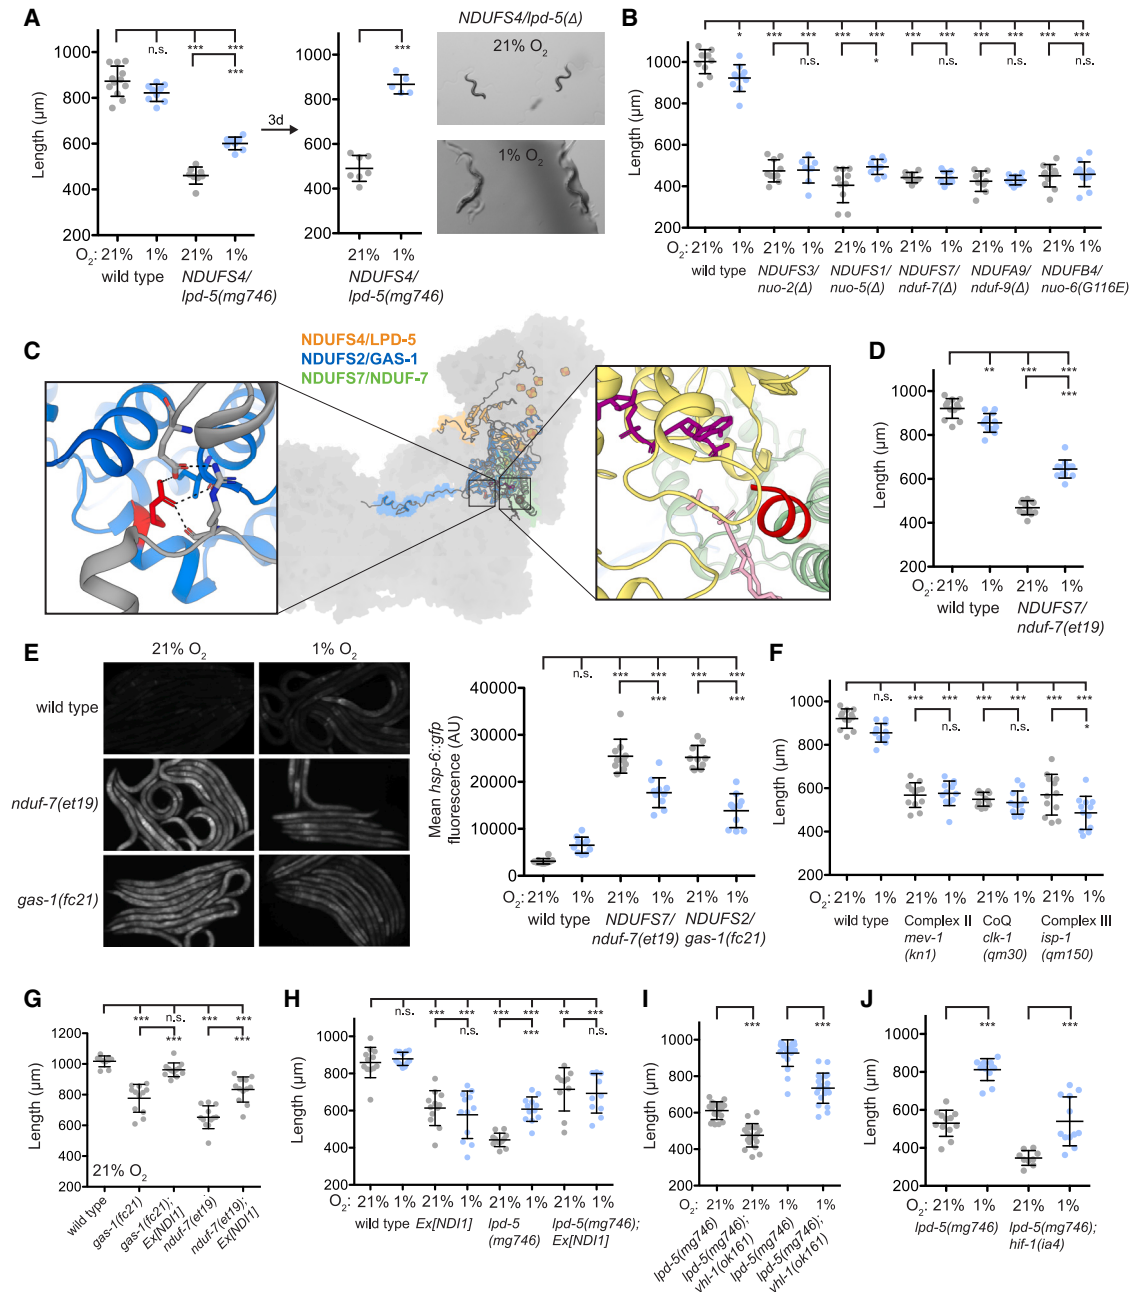 A
1000
800
600
400
200
Length (µm)
n.s.
***
***
***
***
O2: 21% 1% 21% 1%
wild type
NDUFS4/
lpd-5(mg746)
3d
1000
800
600
400
200
***
21% 1%
NDUFS4/
lpd-5(mg746)
NDUFS4/lpd-5(Δ)
21% O2
1% O2
B
1000
800
600
400
200
Length (µm)
* *** *** *** *** *** *** *** *** *** ***
n.s. * n.s. n.s. n.s.
O2: 21% 1% 21% 1% 21% 1% 21% 1% 21% 1% 21% 1%
wild type
NDUFS3/
nuo-2(Δ)
NDUFS1/
nuo-5(Δ)
NDUFS7/
nduf-7(Δ)
NDUFA9/
nduf-9(Δ)
NDUFB4/
nuo-6(G116E)
C
NDUFS4/LPD-5
NDUFS2/GAS-1
NDUFS7/NDUF-7
D
1000
800
600
400
200
Length (µm)
** *** ***
***
O2: 21% 1% 21% 1%
wild type
NDUFS7/
nduf-7(et19)
E
21% O2
1% O2
wild type
nduf-7(et19)
gas-1(fc21)
40000
30000
20000
10000
0
Mean hsp-6::gfp
fluorescence (AU)
n.s. *** *** *** ***
*** ***
21% 1% 21% 1% 21% 1%
wild type
NDUFS7/
nduf-7(et19)
NDUFS2/
gas-1(fc21)
F
1000
800
600
400
200
Length (µm)
n.s. *** *** *** *** *** ***
n.s. n.s. *
O2: 21% 1% 21% 1% 21% 1% 21% 1%
wild type
Complex II
mev-1
(kn1)
CoQ
clk-1
(qm30)
Complex III
isp-1
(qm150)
G
1200
1000
800
600
400
200
Length (µm)
*** n.s. *** ***
*** ***
21% O2
wild type
gas-1(fc21)
gas-1(fc21);
Ex[NDI1]
nduf-7(et19)
nduf-7(et19);
Ex[NDI1]
H
1000
800
600
400
200
Length (µm)
n.s. *** *** *** *** ** ***
n.s. *** n.s.
O2: 21% 1% 21% 1% 21% 1% 21% 1%
wild type
Ex[NDI1]
lpd-5
(mg746)
lpd-5(mg746);
Ex[NDI1]
I
1000
800
600
400
200
Length (µm)
*** ***
O2: 21% 21% 1% 1%
lpd-5(mg746)
lpd-5(mg746);
vhl-1(ok161)
lpd-5(mg746)
lpd-5(mg746);
vhl-1(ok161)
J
1000
800
600
400
200
Length (µm)
*** ***
O2: 21% 1% 21% 1%
lpd-5(mg746)
lpd-5(mg746);
hif-1(ia4)